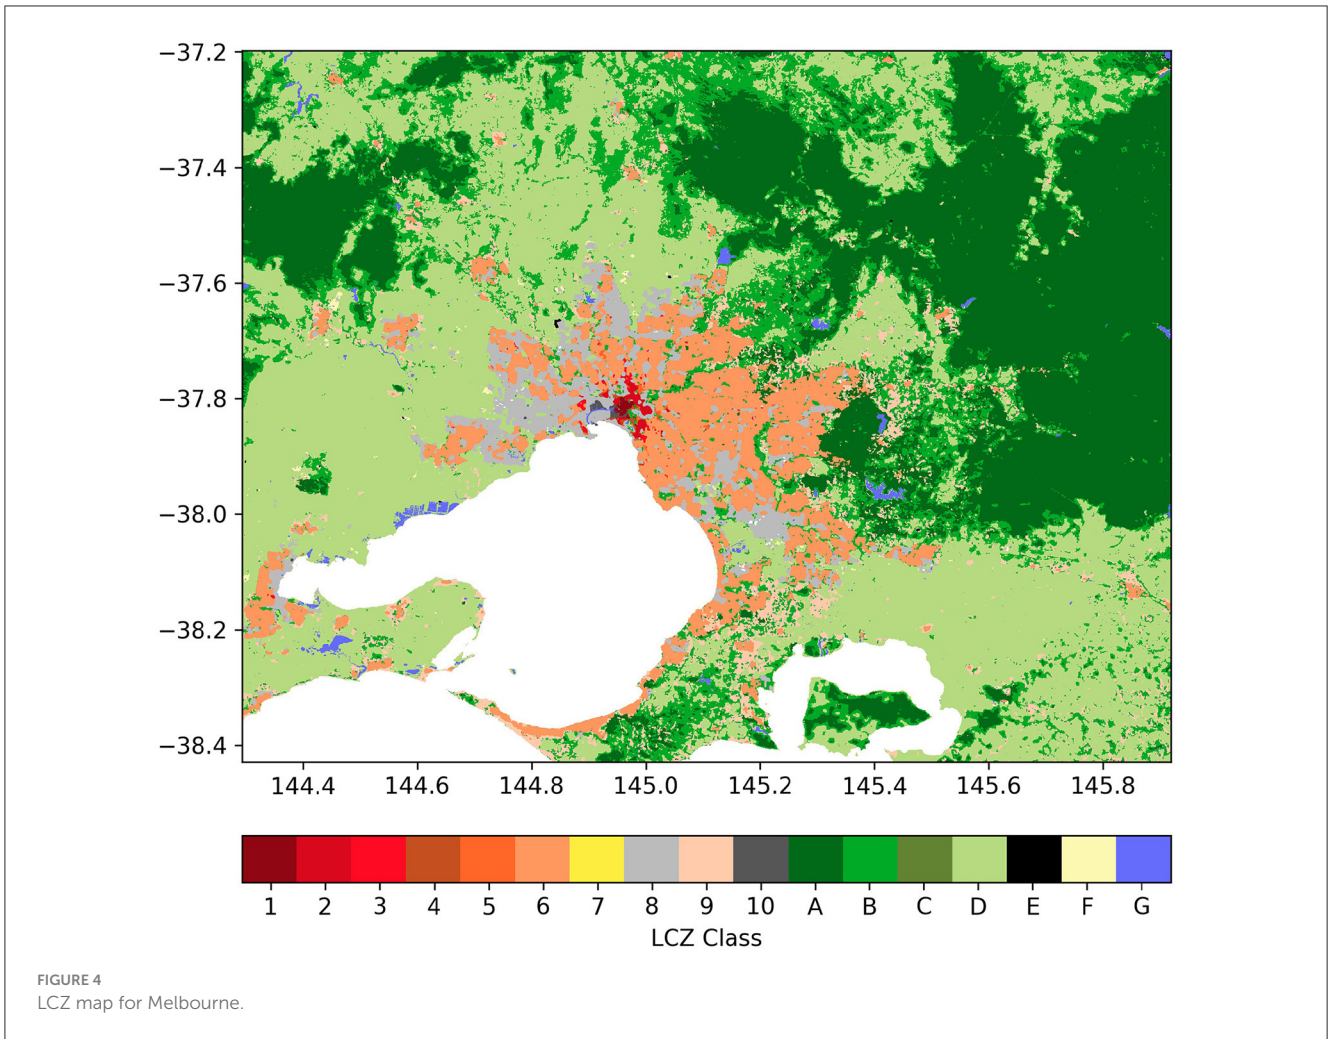 −37.2
−37.4
−37.6
−37.8
−38.0
−38.2
−38.4
144.4 144.6 144.8 145.0 145.2 145.4 145.6 145.8
1 2 3 4 5 6 7 8 9 10 A B C D E F G
LCZ Class
FIGURE 4
LCZ map for Melbourne.